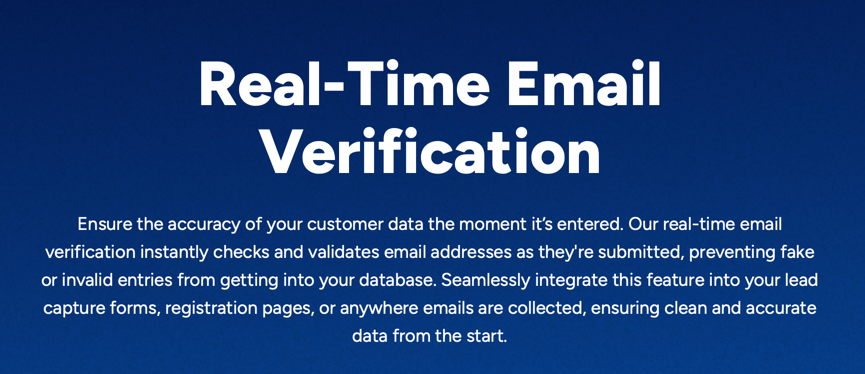 Real-Time Email
Verification
Ensure the accuracy of your customer data the moment it’s entered. Our real-time email
verification instantly checks and validates email addresses as they're submitted, preventing fake
or invalid entries from getting into your database. Seamlessly integrate this feature into your lead
capture forms, registration pages, or anywhere emails are collected, ensuring clean and accurate
data from the start.